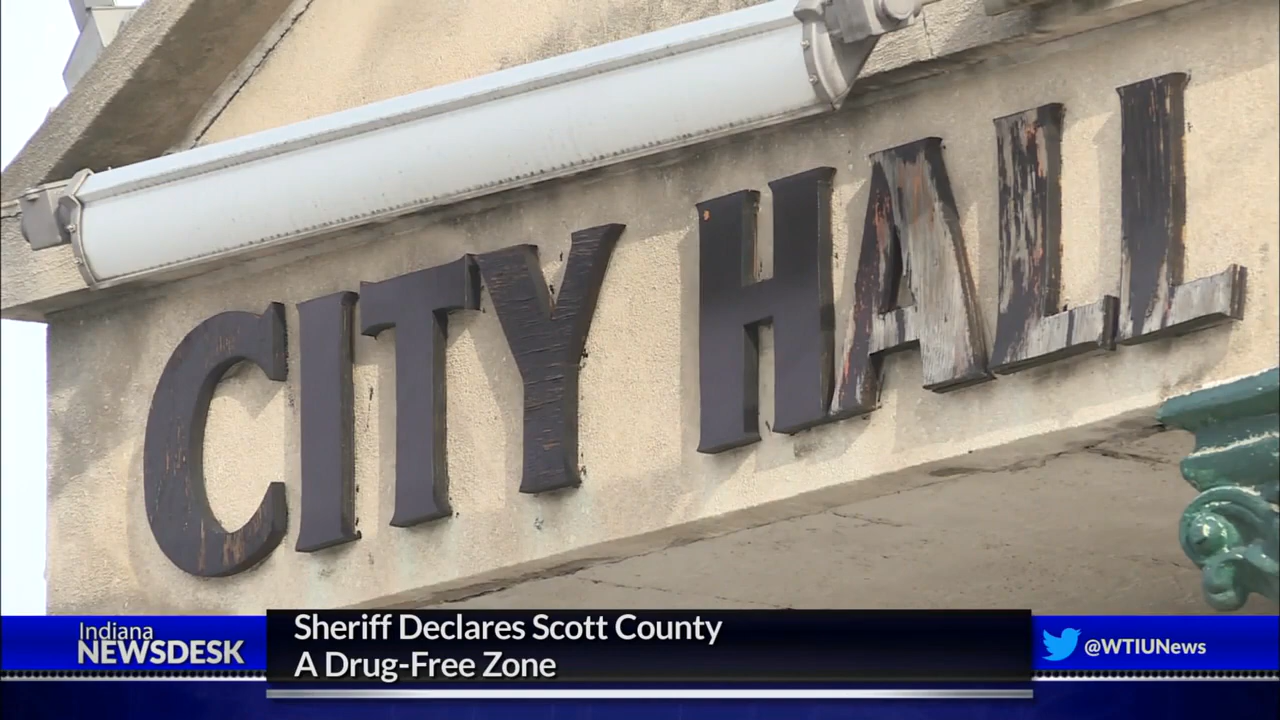 CITY HALL
Indiana
NEWSDESK
Sheriff Declares Scott County
A Drug-Free Zone
@WTIUNews